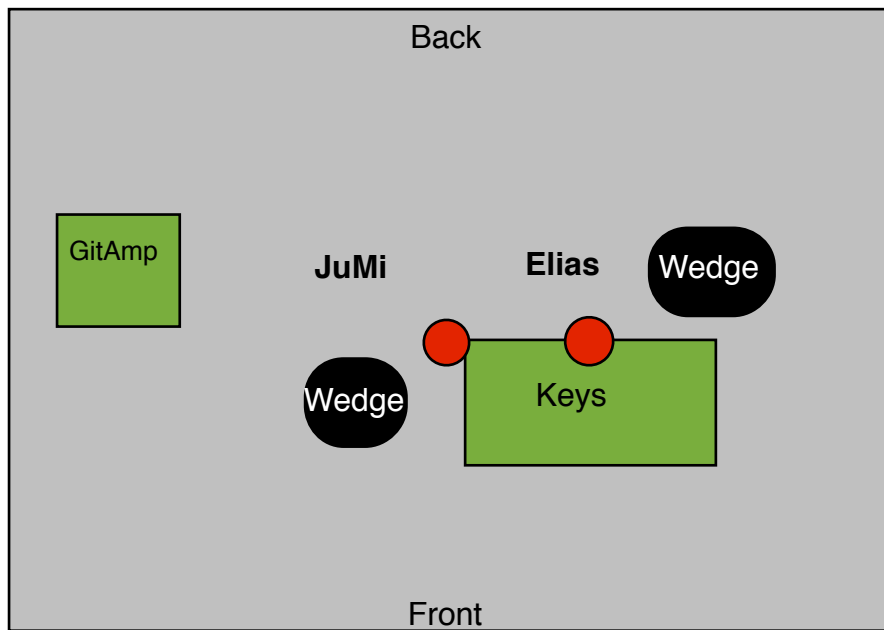 Back
GitAmp
JuMi
Elias
Wedge
Wedge
Keys
Front